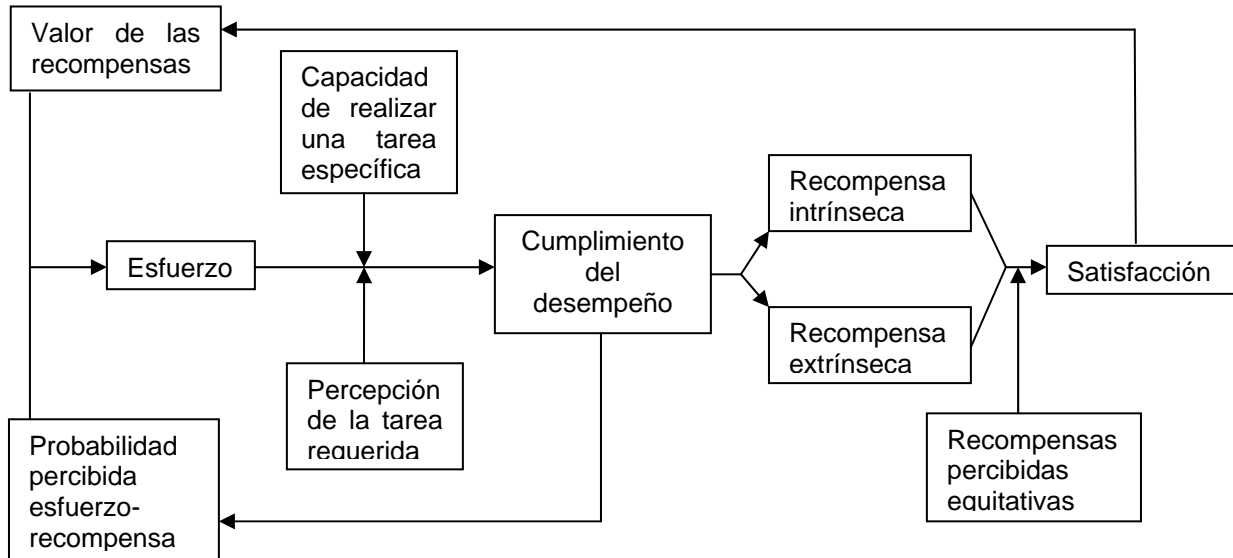 Valor de las
recompensas
Capacidad
de realizar
una tarea
específica
Recompensa
intrínseca
Esfuerzo
Cumplimiento
del
desempeño
Satisfacción
Recompensa
extrínseca
Percepción
de la tarea
requerida
Probabilidad
percibida
esfuerzo-
recompensa
Recompensas
percibidas
equitativas